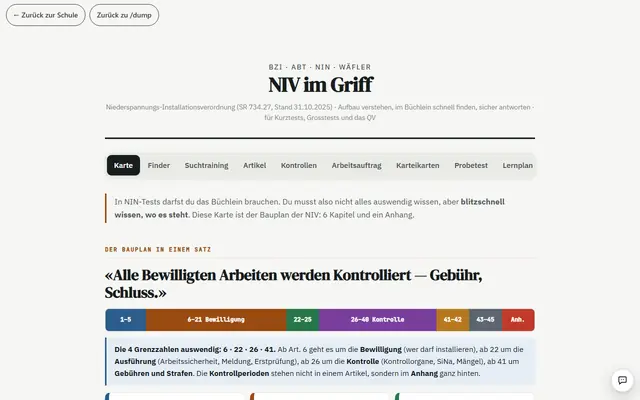 ← Zurück zur Schule
Zurück zu /dump
BZI · ABT · NIN · WÄFLER
NIV im Griff
Niederspannungs-Installationsverordnung (SR 734.27, Stand 31.10.2025) · Aufbau verstehen, im Büchlein schnell finden, sicher antworten ·
für Kurztests, Grosstests und das QV
Karte Finder Suchtraining Artikel Kontrollen Arbeitsauftrag Karteikarten Probetest Lernplan
In NIN-Tests darfst du das Büchlein brauchen. Du musst also nicht alles auswendig wissen, aber blitzschnell
wissen, wo es steht. Diese Karte ist der Bauplan der NIV: 6 Kapitel und ein Anhang.
DER BAUPLAN IN EINEM SATZ
«Alle Bewilligten Arbeiten werden Kontrolliert — Gebühr,
Schluss.»
1–5 6–21 Bewilligung 22–25 26–40 Kontrolle 41–42 43–45 Anh.
Die 4 Grenzzahlen auswendig: 6 · 22 · 26 · 41. Ab Art. 6 geht es um die Bewilligung (wer darf installieren), ab 22 um die
Ausführung (Arbeitssicherheit, Meldung, Erstprüfung), ab 26 um die Kontrolle (Kontrollorgane, SiNa, Mängel), ab 41 um
Gebühren und Strafen. Die Kontrollperioden stehen nicht in einem Artikel, sondern im Anhang ganz hinten.